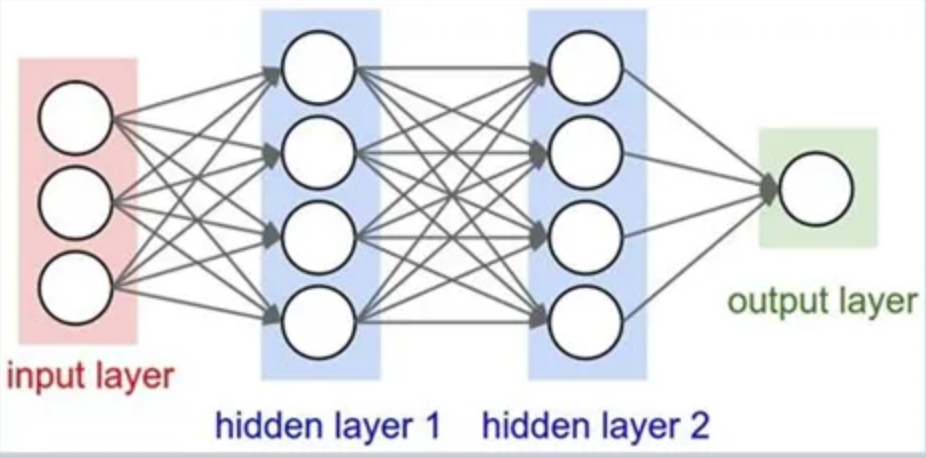 input layer
hidden layer 1
hidden layer 2
output layer